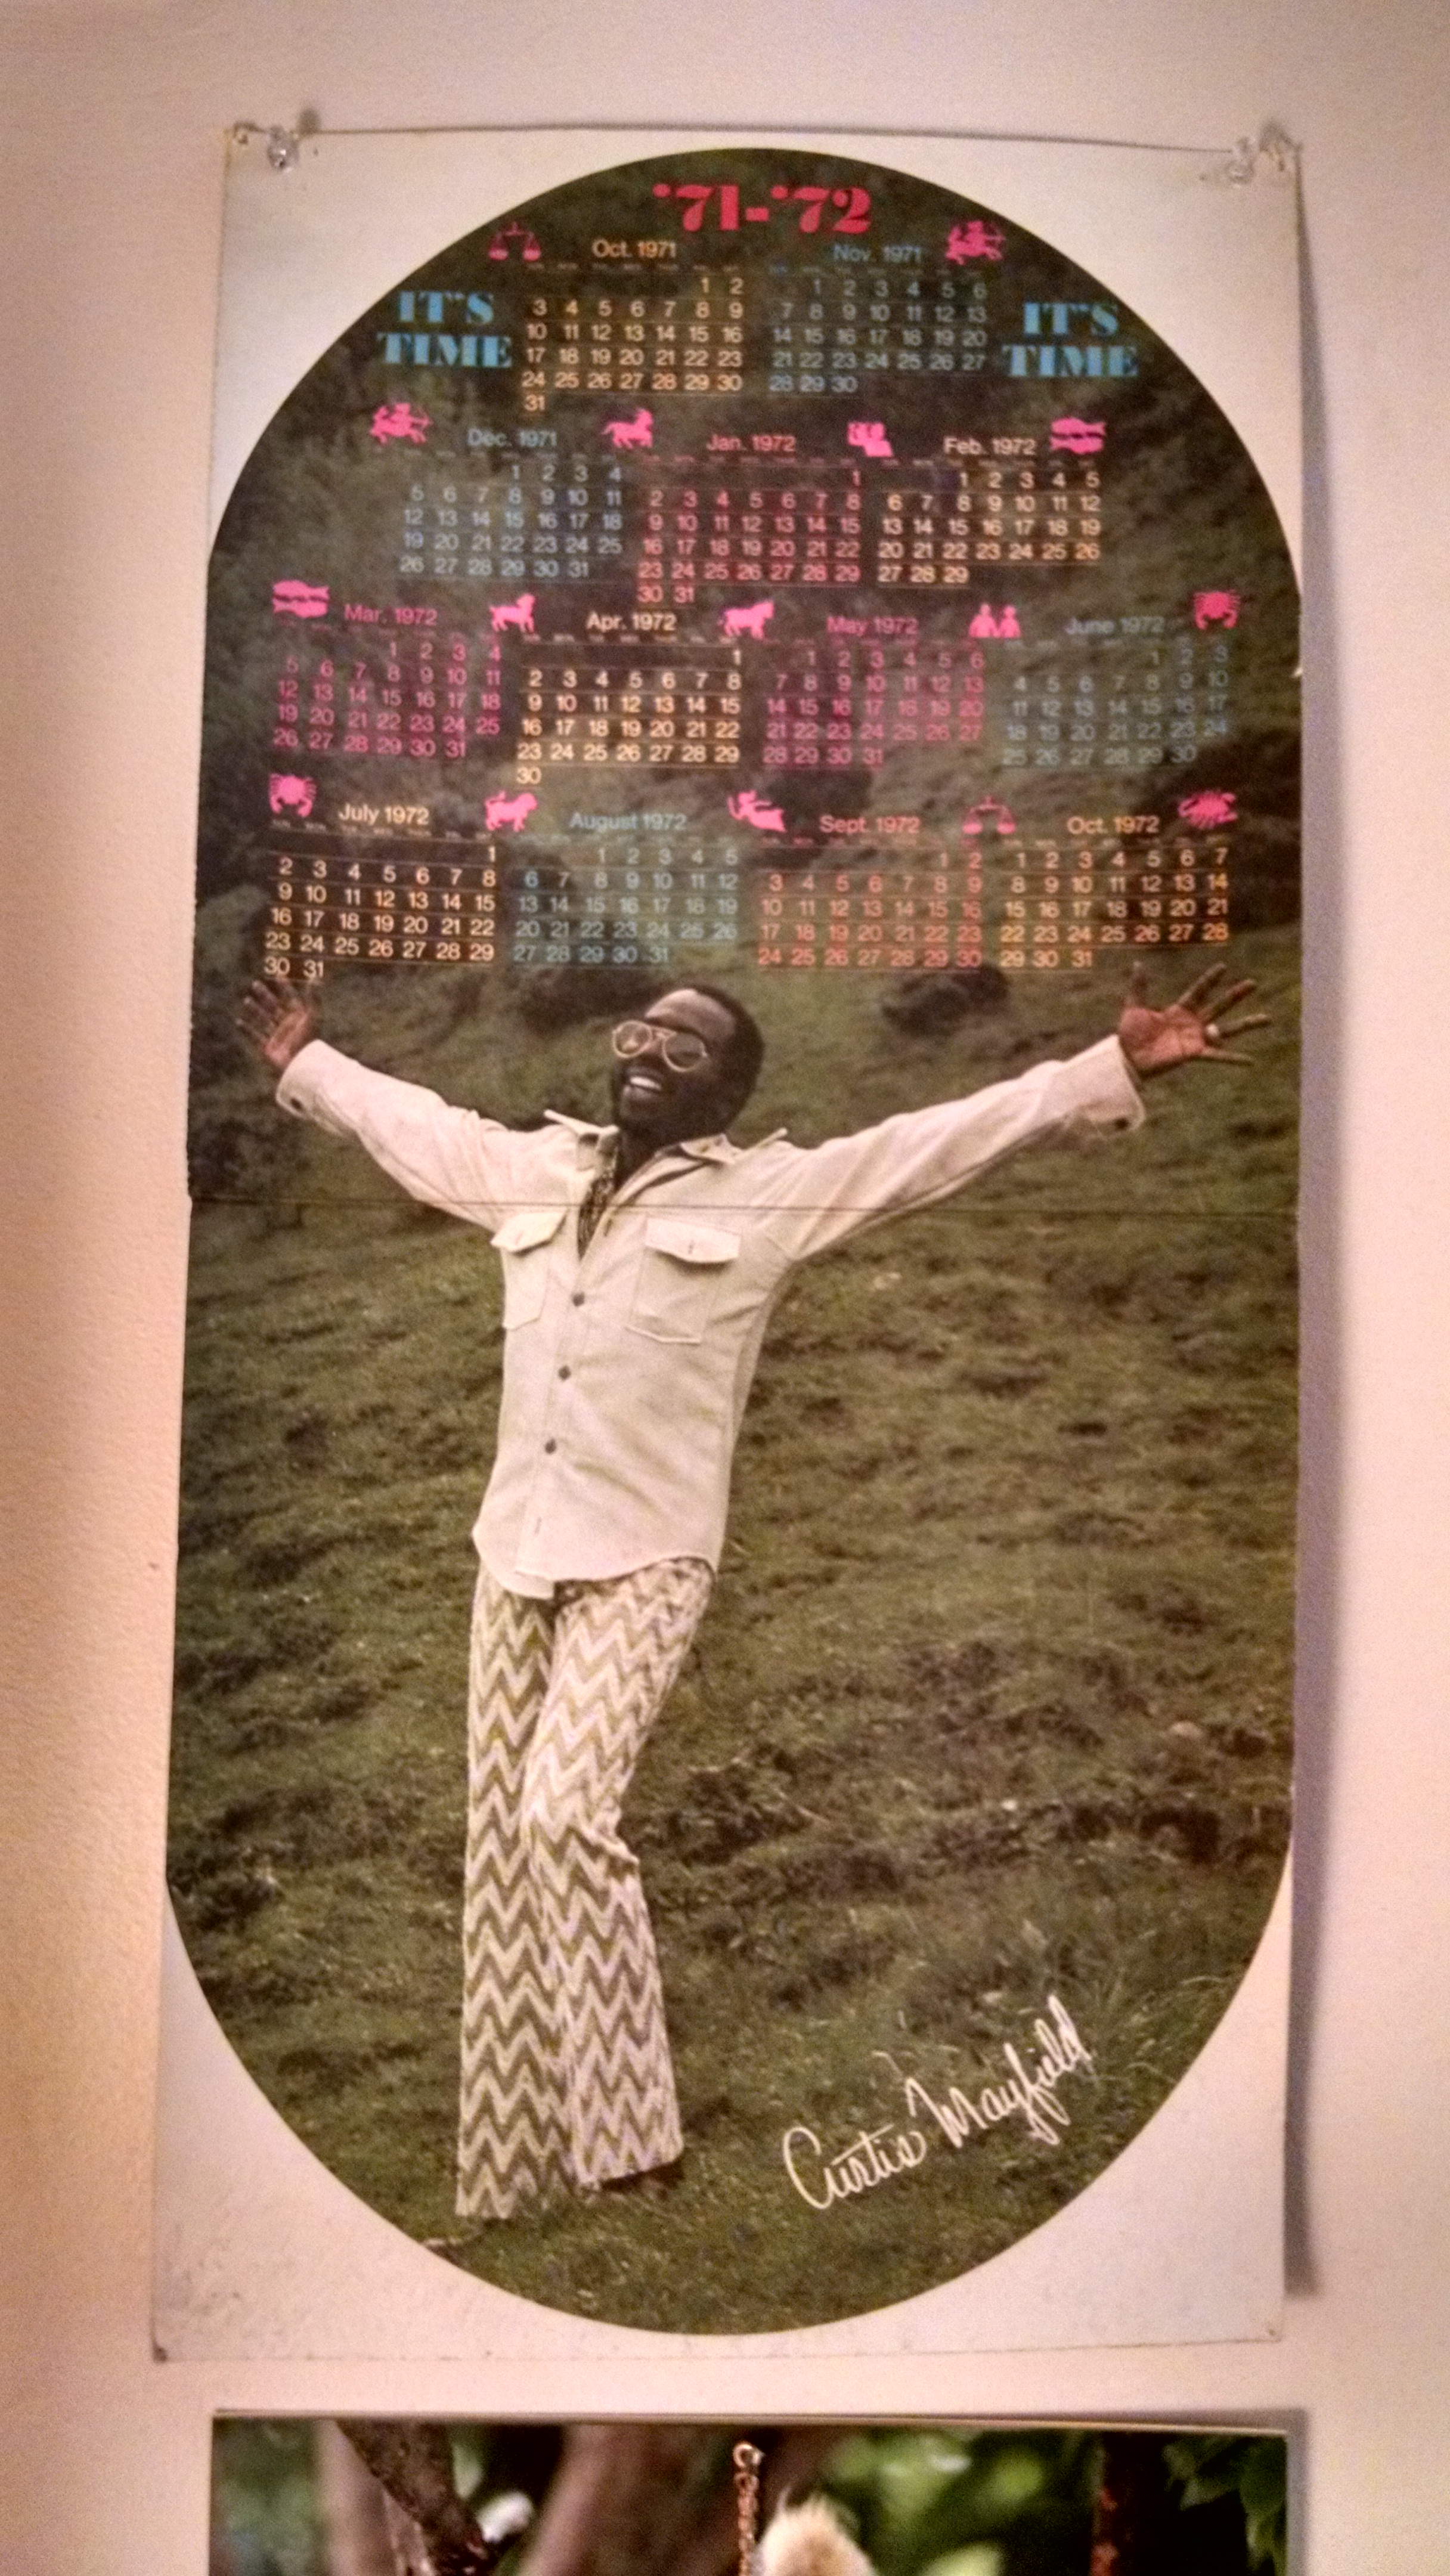 '71-'72
Oct. 1971 Nov. 1971
IT'S TIME
IT'S TIME
1 2
3 4 5 6 7 8 9
10 11 12 13 14 15 16
17 18 19 20 21 22 23
24 25 26 27 28 29 30
31
1 2 3 4 5 6
7 8 9 10 11 12 13
14 15 16 17 18 19 20
21 22 23 24 25 26 27
28 29 30
Dec. 1971
1 2 3 4
5 6 7 8 9 10 11
12 13 14 15 16 17 18
19 20 21 22 23 24 25
26 27 28 29 30 31
Jan. 1972
1
2 3 4 5 6 7 8
9 10 11 12 13 14 15
16 17 18 19 20 21 22
23 24 25 26 27 28 29
30 31
Feb. 1972
1 2 3 4 5
6 7 8 9 10 11 12
13 14 15 16 17 18 19
20 21 22 23 24 25 26
27 28 29
Mar. 1972
1 2 3 4
5 6 7 8 9 10 11
12 13 14 15 16 17 18
19 20 21 22 23 24 25
26 27 28 29 30 31
Apr. 1972
1
2 3 4 5 6 7 8
9 10 11 12 13 14 15
16 17 18 19 20 21 22
23 24 25 26 27 28 29
30
May 1972
1 2 3 4 5 6
7 8 9 10 11 12 13
14 15 16 17 18 19 20
21 22 23 24 25 26 27
28 29 30 31
June 1972
1 2 3
4 5 6 7 8 9 10
11 12 13 14 15 16 17
18 19 20 21 22 23 24
25 26 27 28 29 30
July 1972
1
2 3 4 5 6 7 8
9 10 11 12 13 14 15
16 17 18 19 20 21 22
23 24 25 26 27 28 29
30 31
August 1972
1 2 3 4 5
6 7 8 9 10 11 12
13 14 15 16 17 18 19
20 21 22 23 24 25 26
27 28 29 30 31
Sept. 1972
1 2
3 4 5 6 7 8 9
10 11 12 13 14 15 16
17 18 19 20 21 22 23
24 25 26 27 28 29 30
Oct. 1972
1 2 3 4 5 6 7
8 9 10 11 12 13 14
15 16 17 18 19 20 21
22 23 24 25 26 27 28
29 30 31
Curtis Mayfield